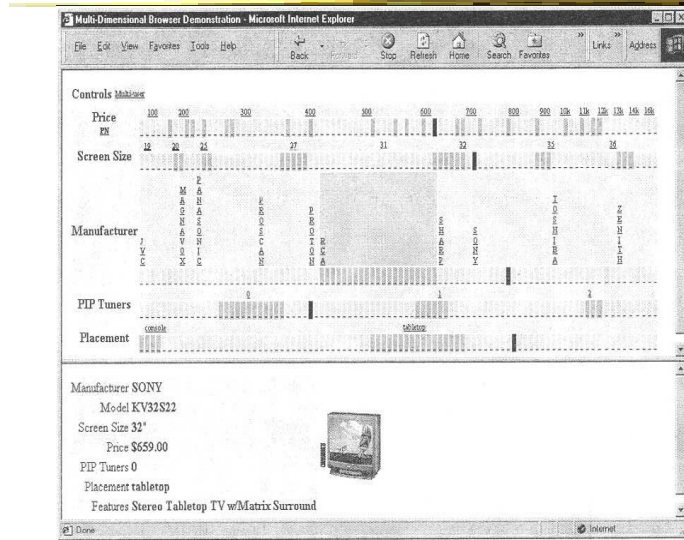 Multi-Dimensional Browser Demonstration - Microsoft Internet Explorer
File Edit View Favorites Tools Help
Back Forward Stop Refresh Home Search Favorites » Links » Address
Controls Multi-user
Price
100 200 300 400 500 600 700 800 900 10k 11k 12k 13k 14k 16k
Screen Size
19 20 25 27 31 32 35 36
Manufacturer
JVC MAGNAVOX PANASONIC PROSCAN PROTON RCA SHARP SONY TOSHIBA ZENITH
PIP Tuners
0 1 2
Placement
console tabletop
Manufacturer SONY
Model KV32S22
Screen Size 32"
Price $659.00
PIP Tuners 0
Placement tabletop
Features Stereo Tabletop TV w/Matrix Surround
Done Internet